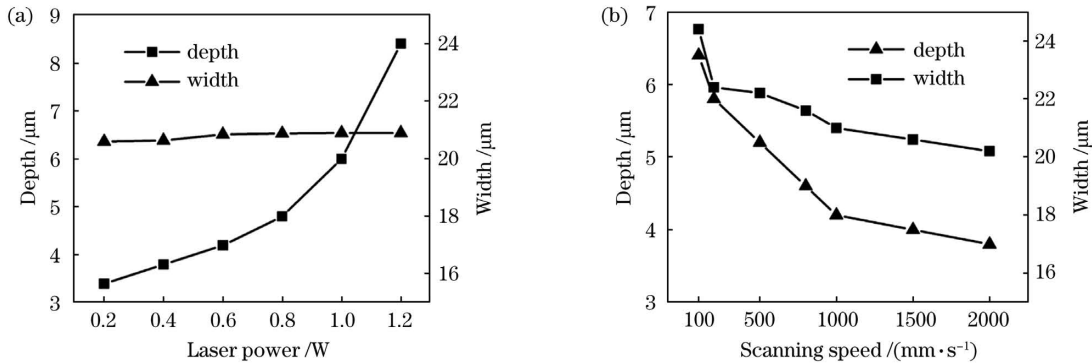 (a)
9
8
7
6
5
4
3
Depth /μm
depth
width
24
22
20
18
16
Width /μm
0.2 0.4 0.6 0.8 1.0 1.2
Laser power /W
(b)
7
6
5
4
3
Depth /μm
depth
width
24
22
20
18
16
Width /μm
100 500 1000 1500 2000
Scanning speed /(mm·s⁻¹)